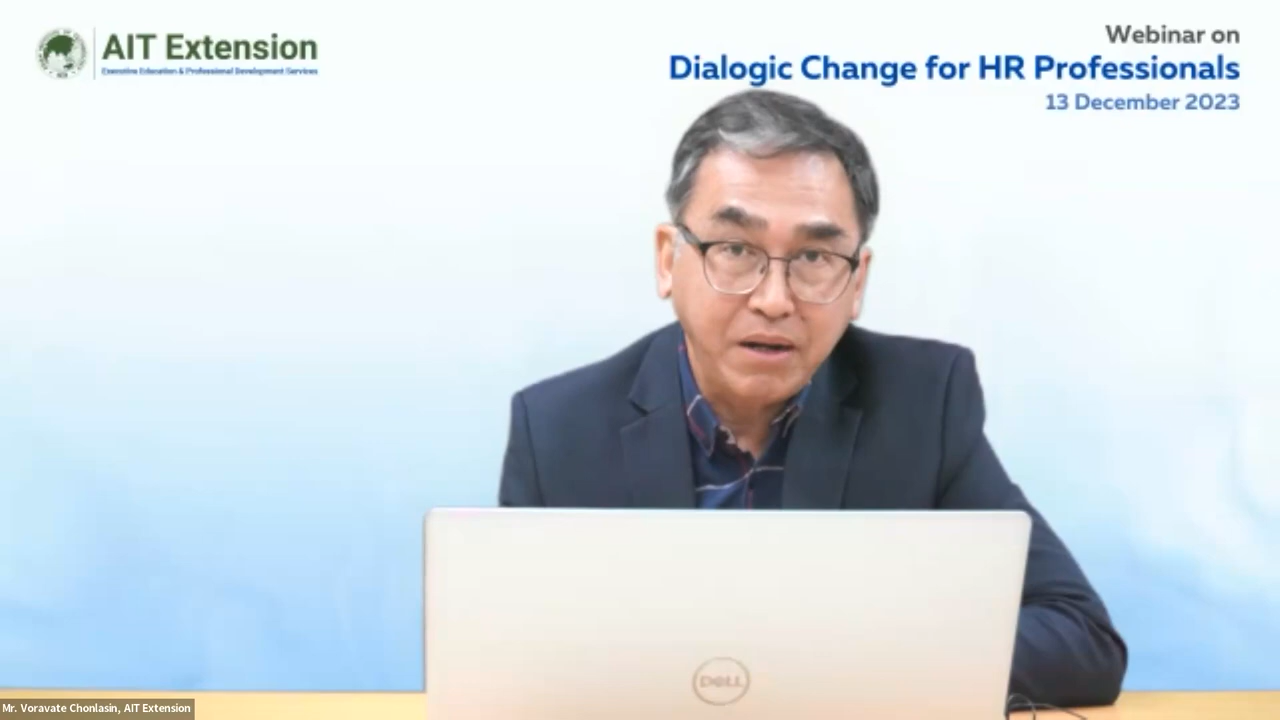 AIT Extension
Executive Education & Professional Development Services
Webinar on
Dialogic Change for HR Professionals
13 December 2023
DELL
Mr. Voravate Chonlasin, AIT Extension